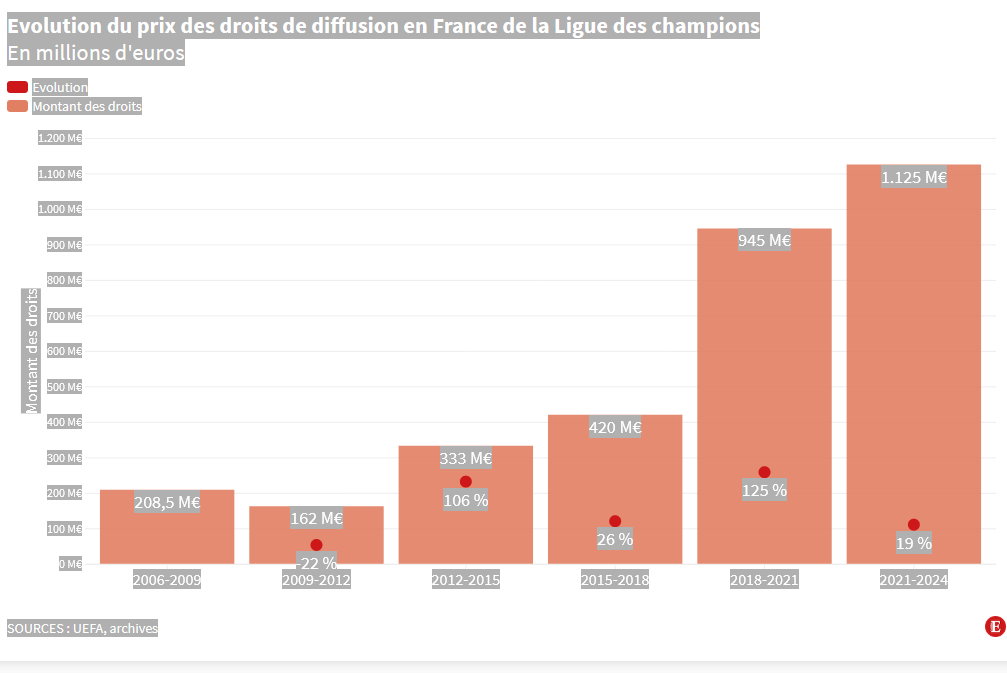 Evolution du prix des droits de diffusion en France de la Ligue des champions
En millions d'euros
Evolution
Montant des droits
1.200 M€
1.100 M€
1.000 M€
900 M€
800 M€
700 M€
600 M€
500 M€
400 M€
300 M€
200 M€
100 M€
0 M€
Montant des droits
208,5 M€
162 M€
333 M€
420 M€
945 M€
1.125 M€
-22 %
106 %
26 %
125 %
19 %
2006-2009
2009-2012
2012-2015
2015-2018
2018-2021
2021-2024
SOURCES : UEFA, archives
E